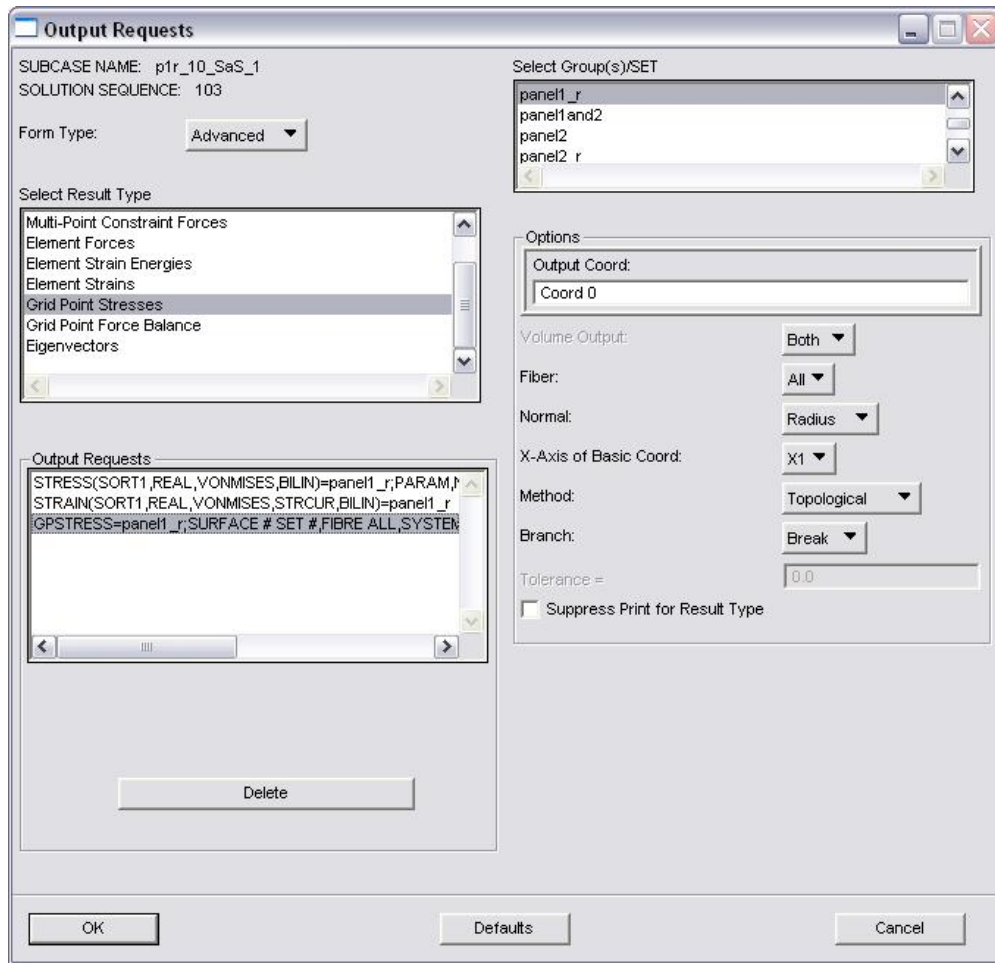 Output Requests
SUBCASE NAME: p1r_10_SaS_1
SOLUTION SEQUENCE: 103
Form Type:
Advanced
Select Result Type
Multi-Point Constraint Forces
Element Forces
Element Strain Energies
Element Strains
Grid Point Stresses
Grid Point Force Balance
Eigenvectors
Output Requests
STRESS(SORT1,REAL,VONMISES,BILIN)=panel1_r;PARAM,
STRAIN(SORT1,REAL,VONMISES,STRCUR,BILIN)=panel1_r
GPSTRESS=panel1_r;SURFACE # SET #,FIBRE ALL,SYSTEM
Delete
Select Group(s)/SET
panel1_r
panel1and2
panel2
panel2_r
Options
Output Coord:
Coord 0
Volume Output:
Both
Fiber:
All
Normal:
Radius
X-Axis of Basic Coord:
X1
Method:
Topological
Branch:
Break
Tolerance =
0.0
Suppress Print for Result Type
OK
Defaults
Cancel